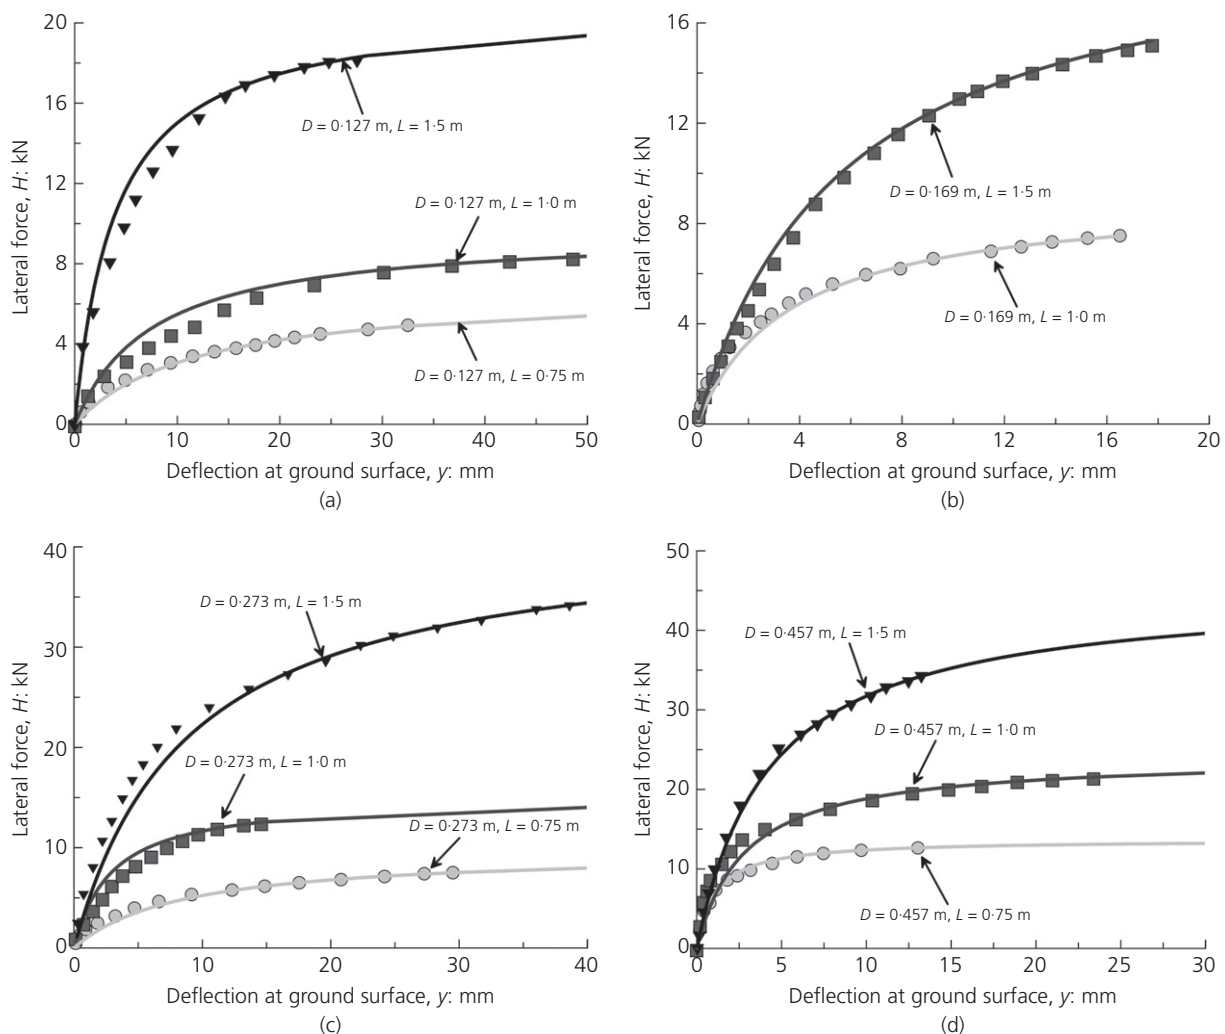 20
16
12
8
4
0
0
10
20
30
40
50
Lateral force, H: kN
Deflection at ground surface, y: mm
D = 0·127 m, L = 1·5 m
D = 0·127 m, L = 1·0 m
D = 0·127 m, L = 0·75 m
(a)
16
12
8
4
0
0
4
8
12
16
20
Lateral force, H: kN
Deflection at ground surface, y: mm
D = 0·169 m, L = 1·5 m
D = 0·169 m, L = 1·0 m
(b)
40
30
20
10
0
0
10
20
30
40
Lateral force, H: kN
Deflection at ground surface, y: mm
D = 0·273 m, L = 1·5 m
D = 0·273 m, L = 1·0 m
D = 0·273 m, L = 0·75 m
(c)
50
40
30
20
10
0
0
5
10
15
20
25
30
Lateral force, H: kN
Deflection at ground surface, y: mm
D = 0·457 m, L = 1·5 m
D = 0·457 m, L = 1·0 m
D = 0·457 m, L = 0·75 m
(d)